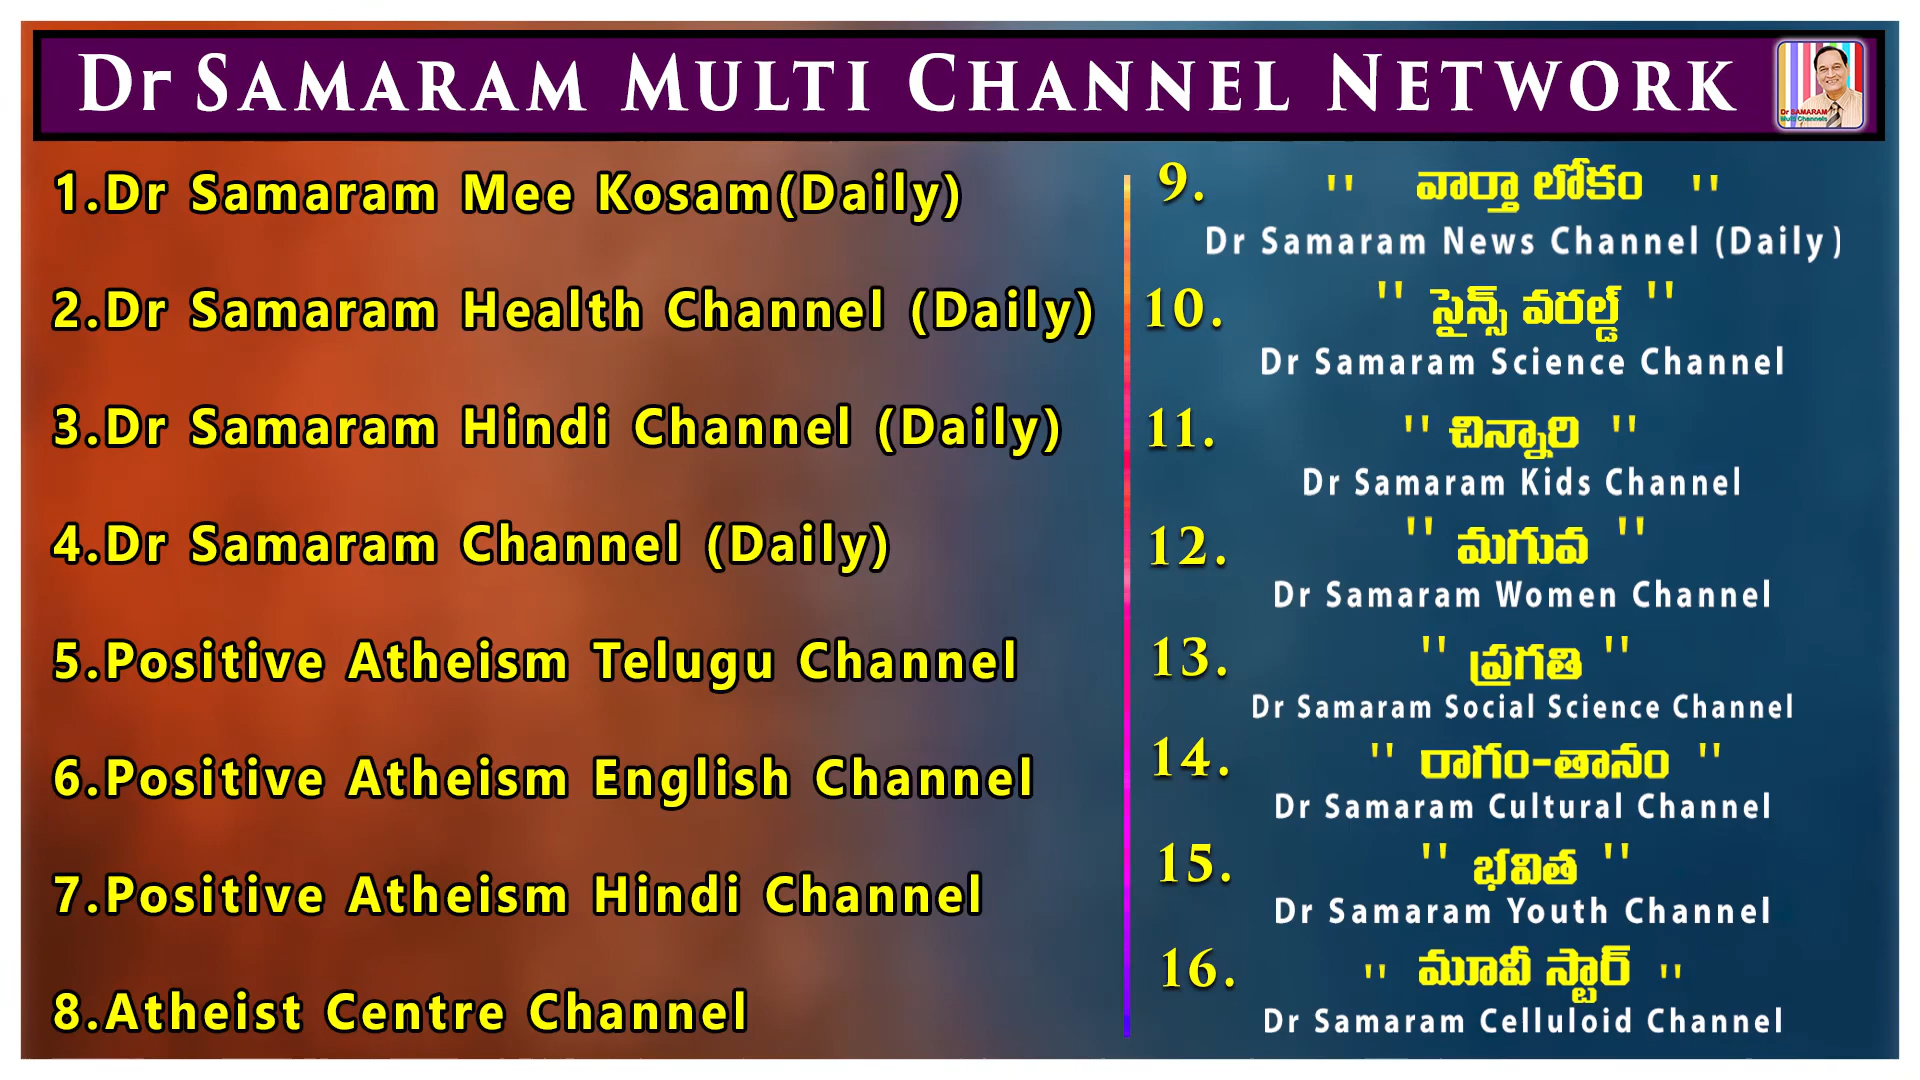 Dr SAMARAM MULTI CHANNEL NETWORK
Dr SAMARAM
Multi Channels
1.Dr Samaram Mee Kosam(Daily)
2.Dr Samaram Health Channel (Daily)
3.Dr Samaram Hindi Channel (Daily)
4.Dr Samaram Channel (Daily)
5.Positive Atheism Telugu Channel
6.Positive Atheism English Channel
7.Positive Atheism Hindi Channel
8.Atheist Centre Channel
9. '' వార్తా లోకం ''
Dr Samaram News Channel (Daily)
10. '' సైన్స్ వరల్డ్ ''
Dr Samaram Science Channel
11. '' చిన్నారి ''
Dr Samaram Kids Channel
12. '' మగువ ''
Dr Samaram Women Channel
13. '' ప్రగతి ''
Dr Samaram Social Science Channel
14. '' రాగం-తానం ''
Dr Samaram Cultural Channel
15. '' భవిత ''
Dr Samaram Youth Channel
16. '' మూవీ స్టార్ ''
Dr Samaram Celluloid Channel